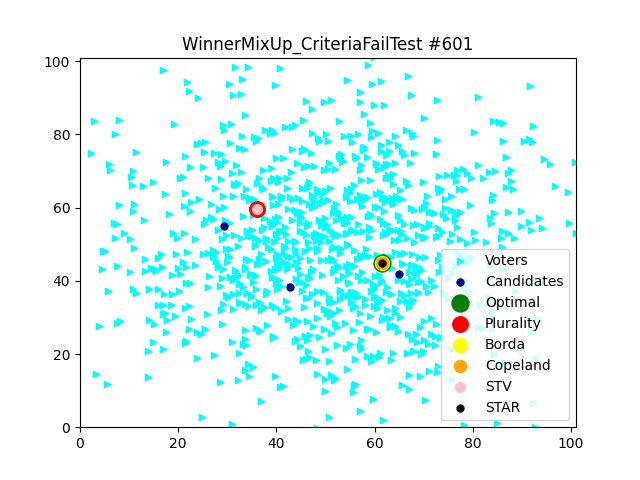 WinnerMixUp_CriteriaFailTest #601
100
80
60
40
20
0
0
20
40
60
80
100
Voters
Candidates
Optimal
Plurality
Borda
Copeland
STV
STAR